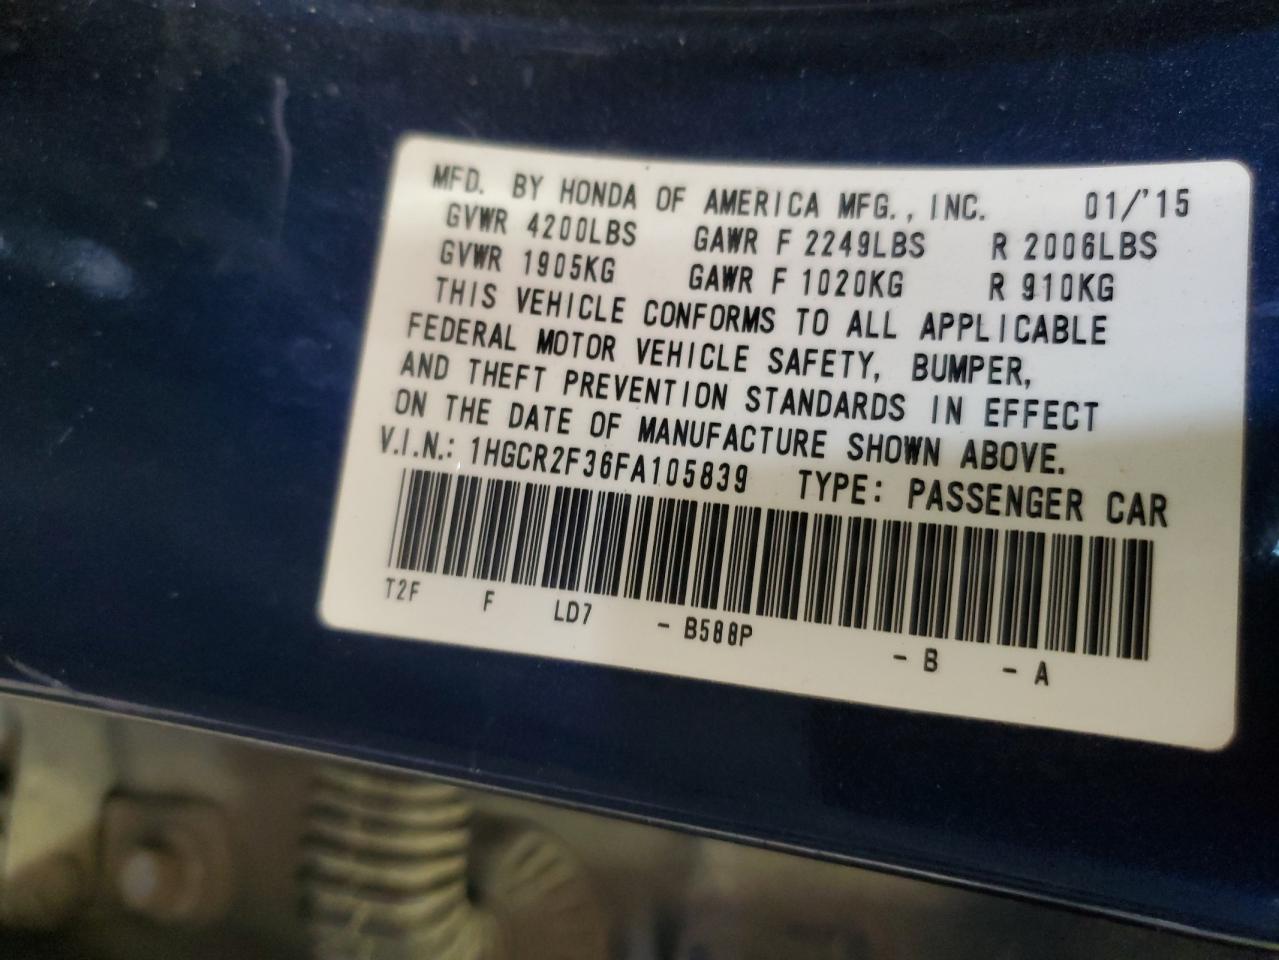 MFD. BY HONDA OF AMERICA MFG., INC. 01/'15
GVWR 4200LBS GAWR F 2249LBS R 2006LBS
GVWR 1905KG GAWR F 1020KG R 910KG
THIS VEHICLE CONFORMS TO ALL APPLICABLE
FEDERAL MOTOR VEHICLE SAFETY, BUMPER,
AND THEFT PREVENTION STANDARDS IN EFFECT
ON THE DATE OF MANUFACTURE SHOWN ABOVE.
V.I.N.: 1HGCR2F36FA105839 TYPE: PASSENGER CAR
T2F F LD7 - B588P - B - A